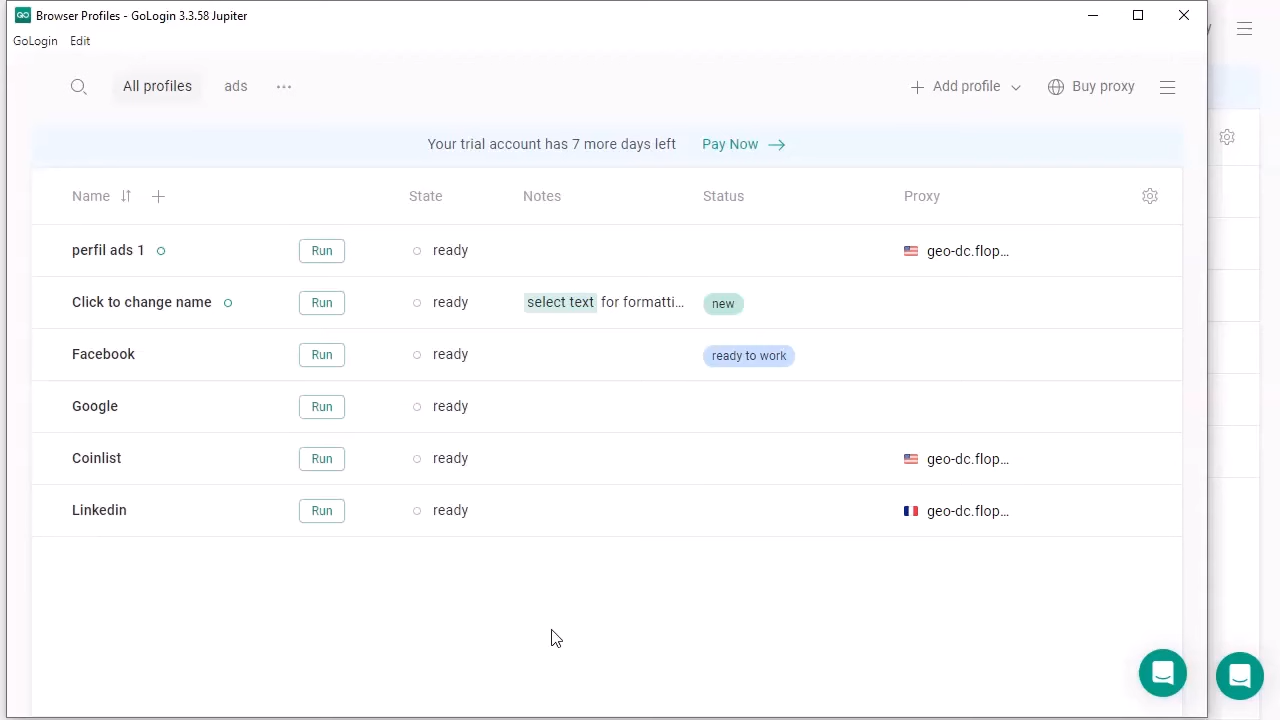 GO Browser Profiles - GoLogin 3.3.58 Jupiter
GoLogin Edit
All profiles ads ··· Add profile Buy proxy
Your trial account has 7 more days left Pay Now
Name State Notes Status Proxy
perfil ads 1 Run ready geo-dc.flop...
Click to change name Run ready select text for formatti... new
Facebook Run ready ready to work
Google Run ready
Coinlist Run ready geo-dc.flop...
Linkedin Run ready geo-dc.flop...